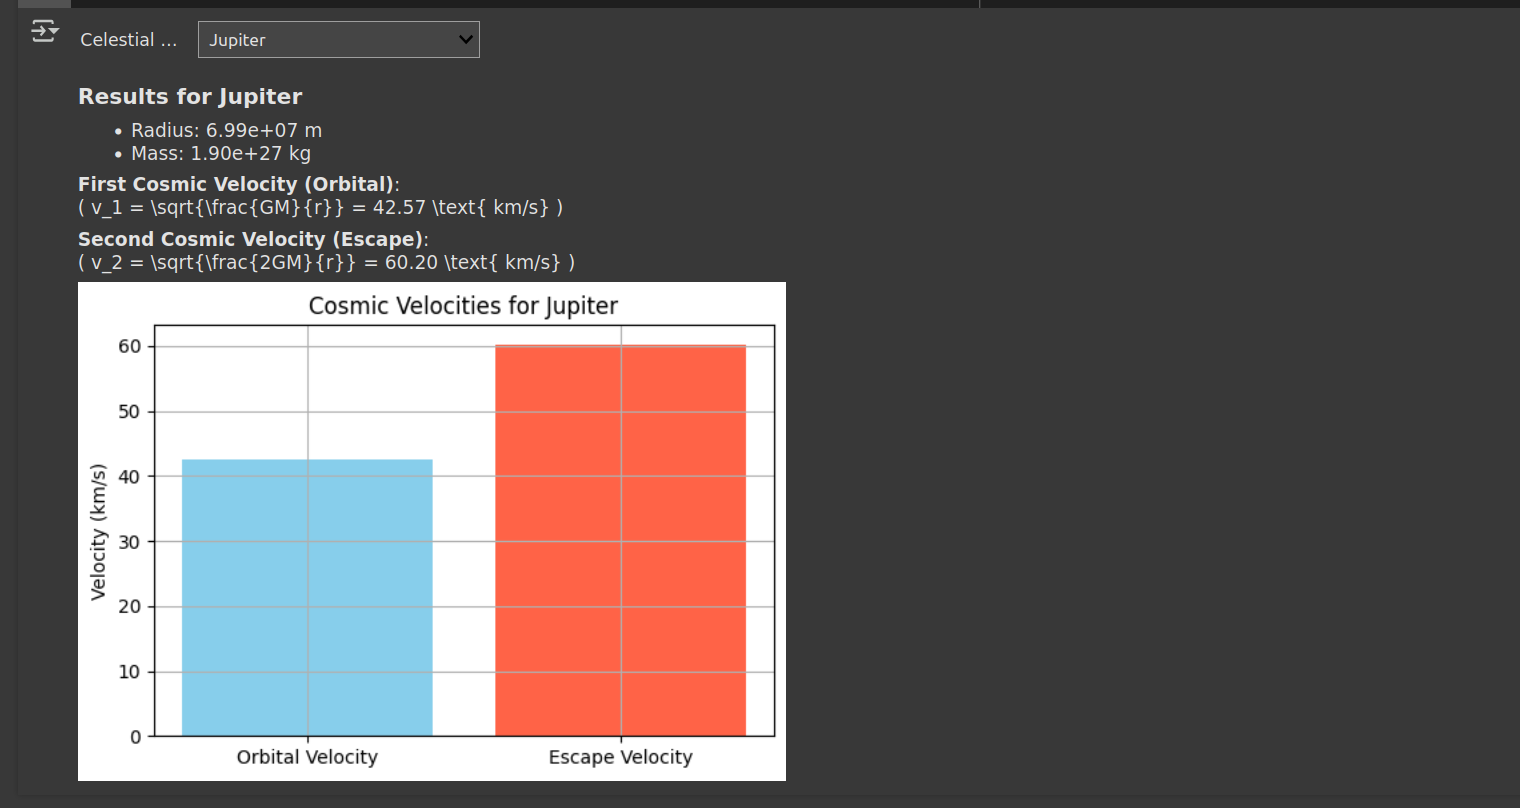 Celestial ...
Jupiter
Results for Jupiter
• Radius: 6.99e+07 m
• Mass: 1.90e+27 kg
First Cosmic Velocity (Orbital):
( v_1 = \sqrt{\frac{GM}{r}} = 42.57 \text{ km/s} )
Second Cosmic Velocity (Escape):
( v_2 = \sqrt{\frac{2GM}{r}} = 60.20 \text{ km/s} )
Cosmic Velocities for Jupiter
60
50
40
30
20
10
0
Velocity (km/s)
Orbital Velocity
Escape Velocity